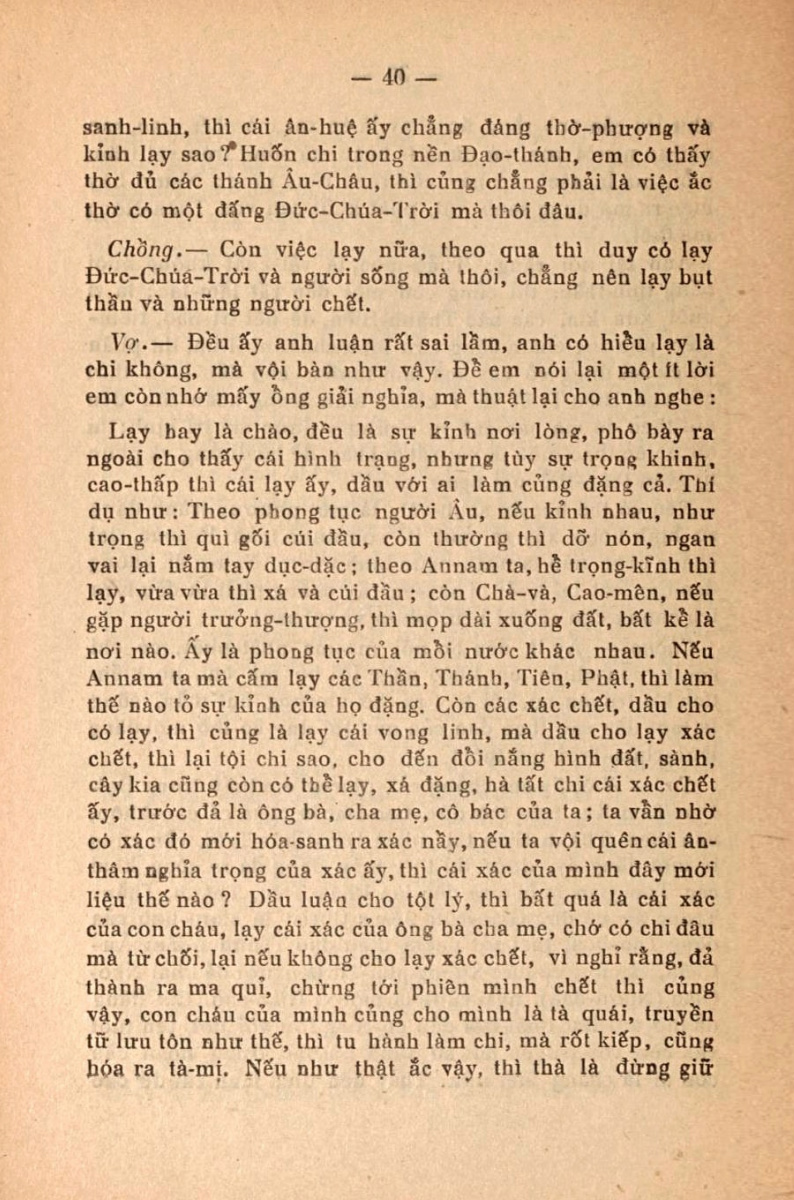 — 40 —
sanh-linh, thì cái ân-huệ ấy chẳng đáng thờ-phượng và
kỉnh lạy sao? Huốn chi trong nền Đạo-thánh, em có thấy
thờ đủ các thánh Âu-Châu, thì củng chẳng phải là việc ắc
thờ có một đấng Đức-Chúa-Trời mà thôi đâu.
Chồng.— Còn việc lạy nữa, theo qua thì duy có lạy
Đức-Chúa-Trời và người sống mà thôi, chẳng nên lạy bụt
thần và những người chết.
Vợ.— Đều ấy anh luận rất sai lầm, anh có hiểu lạy là
chi không, mà vội bàn như vậy. Để em nói lại một ít lời
em còn nhớ mấy ổng giải nghỉa, mà thuật lại cho anh nghe :
Lạy hay là chào, đều là sự kỉnh nơi lòng, phô bày ra
ngoài cho thấy cái hình trạng, nhưng tùy sự trọng khinh,
cao-thấp thì cái lạy ấy, dầu với ai làm củng đặng cả. Thí
dụ như : Theo phong tục người Âu, nếu kỉnh nhau, như
trọng thì quì gối cúi đầu, còn thường thì dở nón, ngan
vai lại nắm tay dục-dặc ; theo Annam ta, hể trọng-kĩnh thì
lạy, vừa vừa thì xá và cúi đầu ; còn Chà-và, Cao-mên, nếu
gặp người trưởng-thượng, thì mọp dài xuống đất, bất kể là
nơi nào. Ấy là phong tục của mổi nước khác nhau. Nếu
Annam ta mà cấm lạy các Thần, Thánh, Tiên, Phật, thì làm
thế nào tỏ sự kỉnh của họ đặng. Còn các xác chết, dầu cho
có lạy, thì củng là lạy cái vong linh, mà dầu cho lạy xác
chết, thì lại tội chi sao, cho đến đổi nắng hình đất, sành,
cây kia cũng còn có thể lạy, xá đặng, hà tất chi cái xác chết
ấy, trước đả là ông bà, cha mẹ, cô bác của ta ; ta vẩn nhờ
có xác đó mới hóa-sanh ra xác nầy, nếu ta vội quên cái ân-
thâm nghĩa trọng của xác ấy, thì cái xác của mình đây mới
liệu thế nào ? Dầu luận cho tột lý, thì bất quá là cái xác
của con cháu, lạy cái xác của ông bà cha mẹ, chớ có chi đâu
mà từ chối, lại nếu không cho lạy xác chết, vì nghỉ rằng, đả
thành ra ma quỉ, chừng tới phiên mình chết thì củng
vậy, con cháu của mình củng cho mình là tà quái, truyền
tử lưu tôn như thế, thì tu hành làm chi, mà rốt kiếp, cũng
hóa ra tà-mị. Nếu như thật ắc vậy, thì thà là đừng giữ